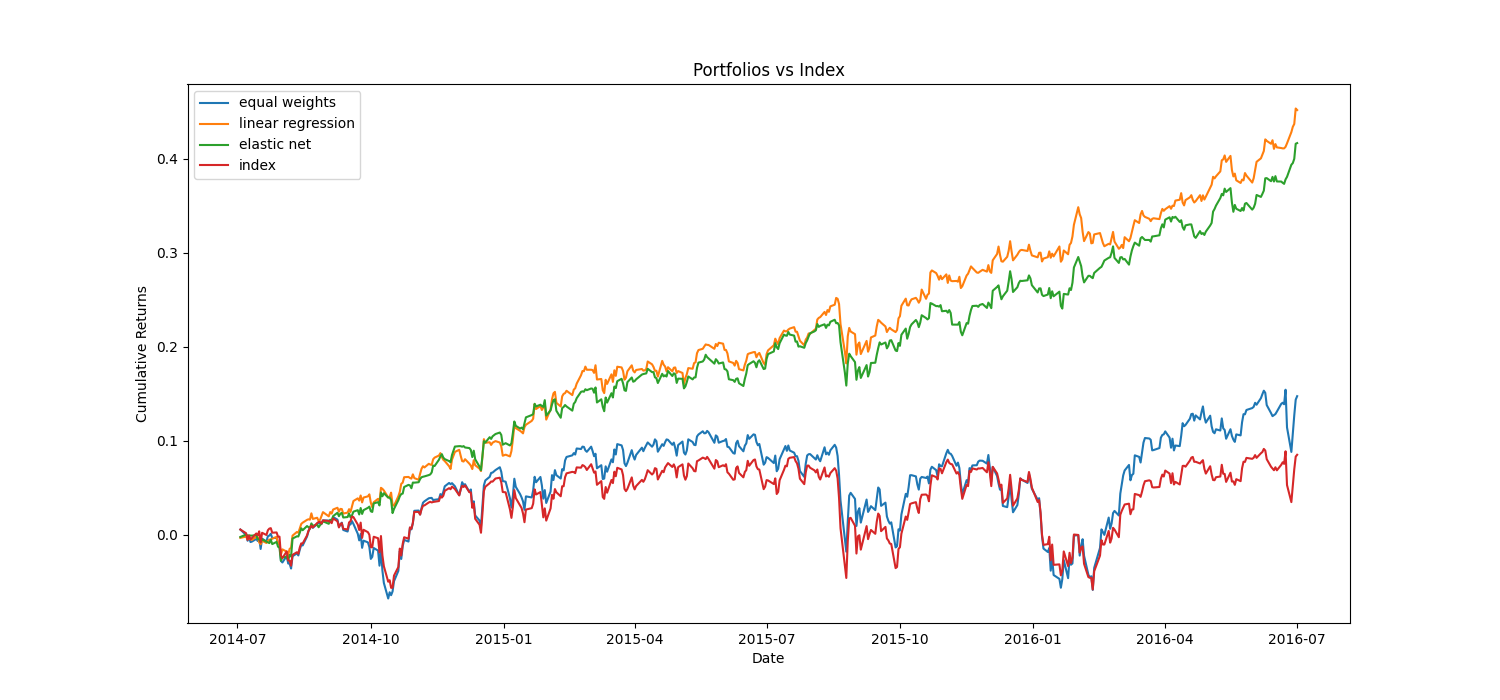 Portfolios vs Index
equal weights
linear regression
elastic net
index
Cumulative Returns
0.4
0.3
0.2
0.1
0.0
2014-07 2014-10 2015-01 2015-04 2015-07 2015-10 2016-01 2016-04 2016-07
Date